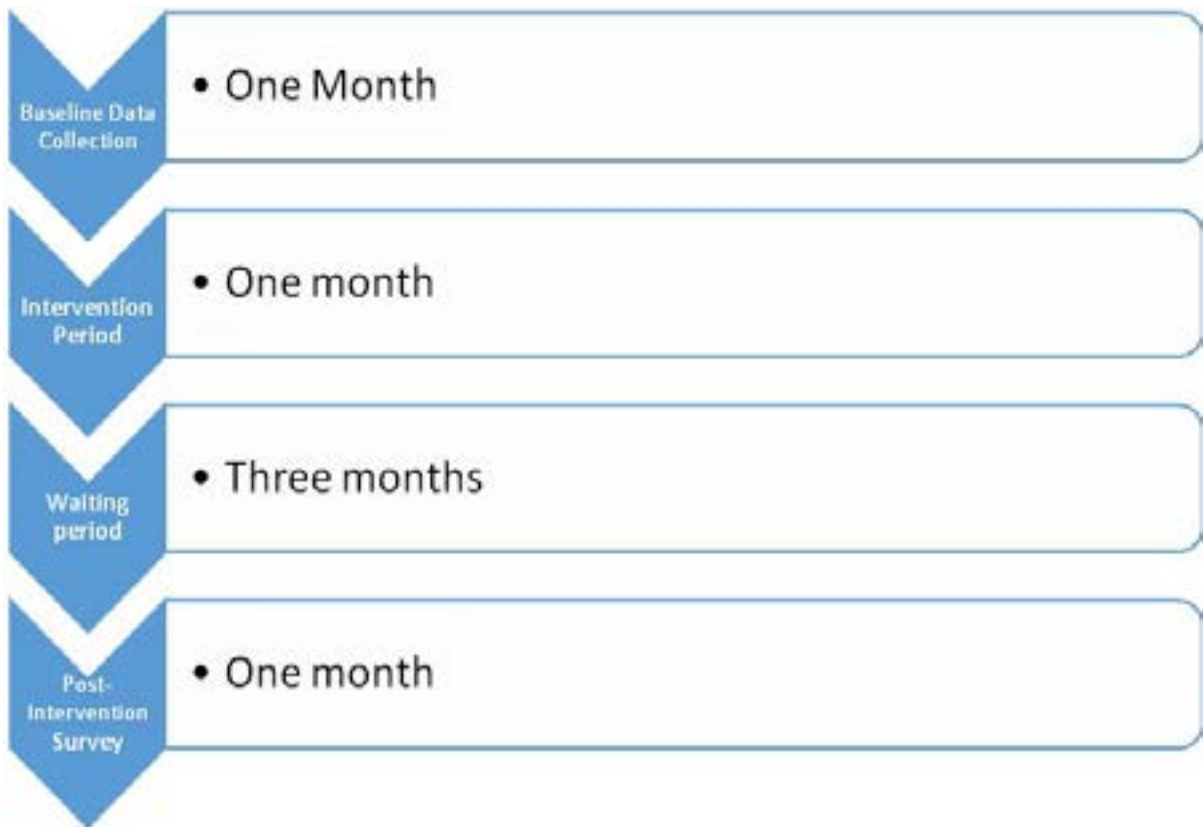 Baseline Data
Collection
• One Month
Intervention
Period
• One month
Waiting
period
• Three months
Post-
Intervention
Survey
• One month